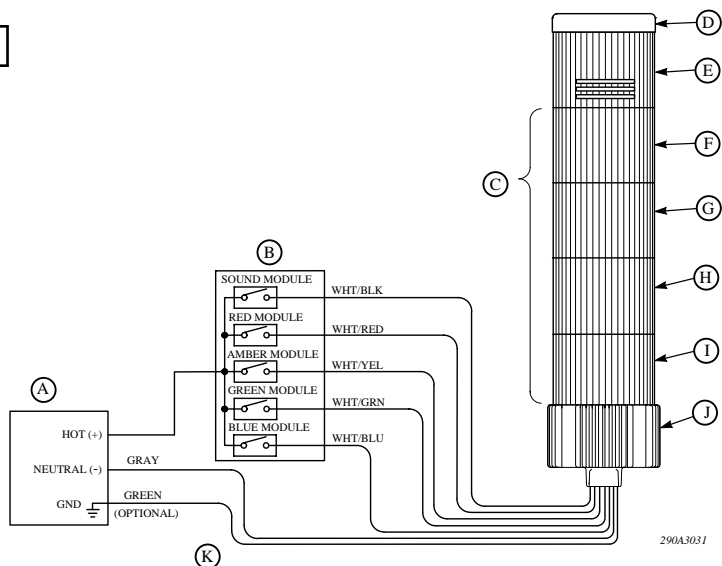 D
E
F
C
G
B
SOUND MODULE
WHT/BLK
H
RED MODULE
WHT/RED
AMBER MODULE
WHT/YEL
I
A
GREEN MODULE
WHT/GRN
J
HOT (+)
BLUE MODULE
WHT/BLU
NEUTRAL (-)
GRAY
GND
GREEN
(OPTIONAL)
290A3031
K